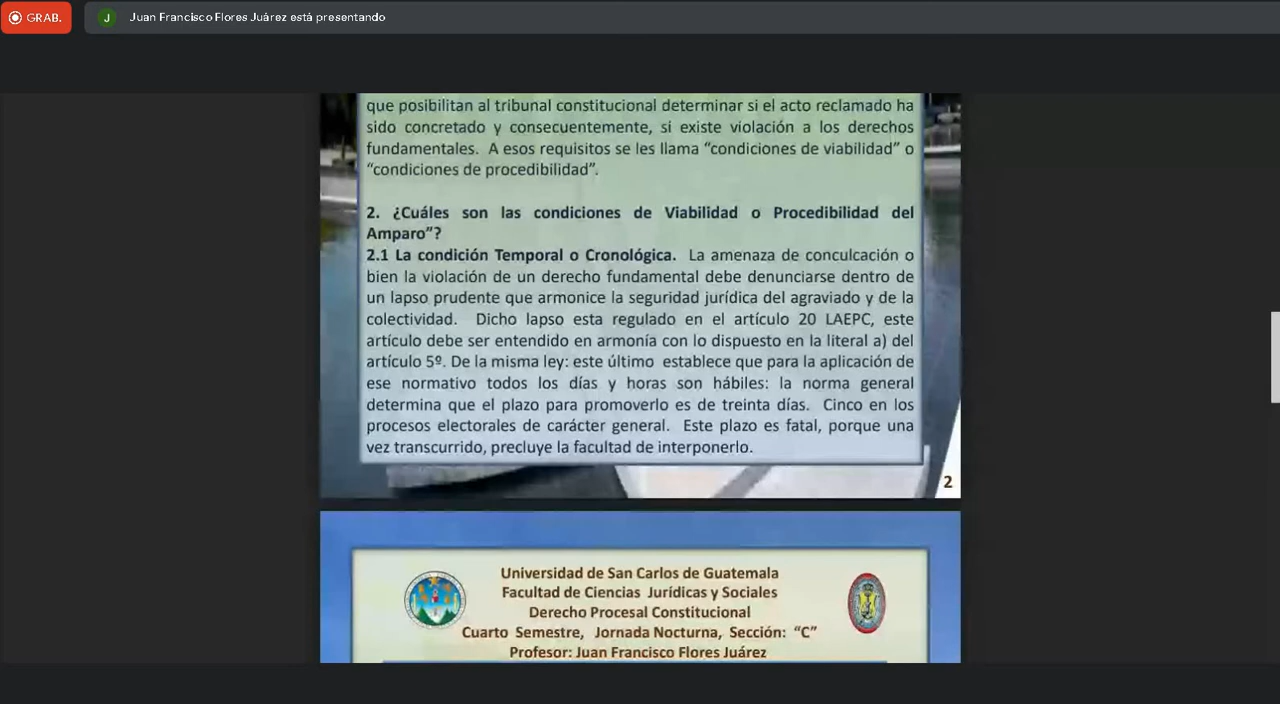 GRAB.
J
Juan Francisco Flores Juárez está presentando
que posibilitan al tribunal constitucional determinar si el acto reclamado ha
sido concretado y consecuentemente, si existe violación a los derechos
fundamentales. A esos requisitos se les llama “condiciones de viabilidad” o
“condiciones de procedibilidad”.
2. ¿Cuáles son las condiciones de Viabilidad o Procedibilidad del
Amparo”?
2.1 La condición Temporal o Cronológica. La amenaza de conculcación o
bien la violación de un derecho fundamental debe denunciarse dentro de
un lapso prudente que armonice la seguridad jurídica del agraviado y de la
colectividad. Dicho lapso esta regulado en el artículo 20 LAEPC, este
artículo debe ser entendido en armonía con lo dispuesto en la literal a) del
artículo 5º. De la misma ley: este último establece que para la aplicación de
ese normativo todos los días y horas son hábiles: la norma general
determina que el plazo para promoverlo es de treinta días. Cinco en los
procesos electorales de carácter general. Este plazo es fatal, porque una
vez transcurrido, precluye la facultad de interponerlo.
2
Universidad de San Carlos de Guatemala
Facultad de Ciencias Jurídicas y Sociales
Derecho Procesal Constitucional
Cuarto Semestre, Jornada Nocturna, Sección: “C”
Profesor: Juan Francisco Flores Juárez